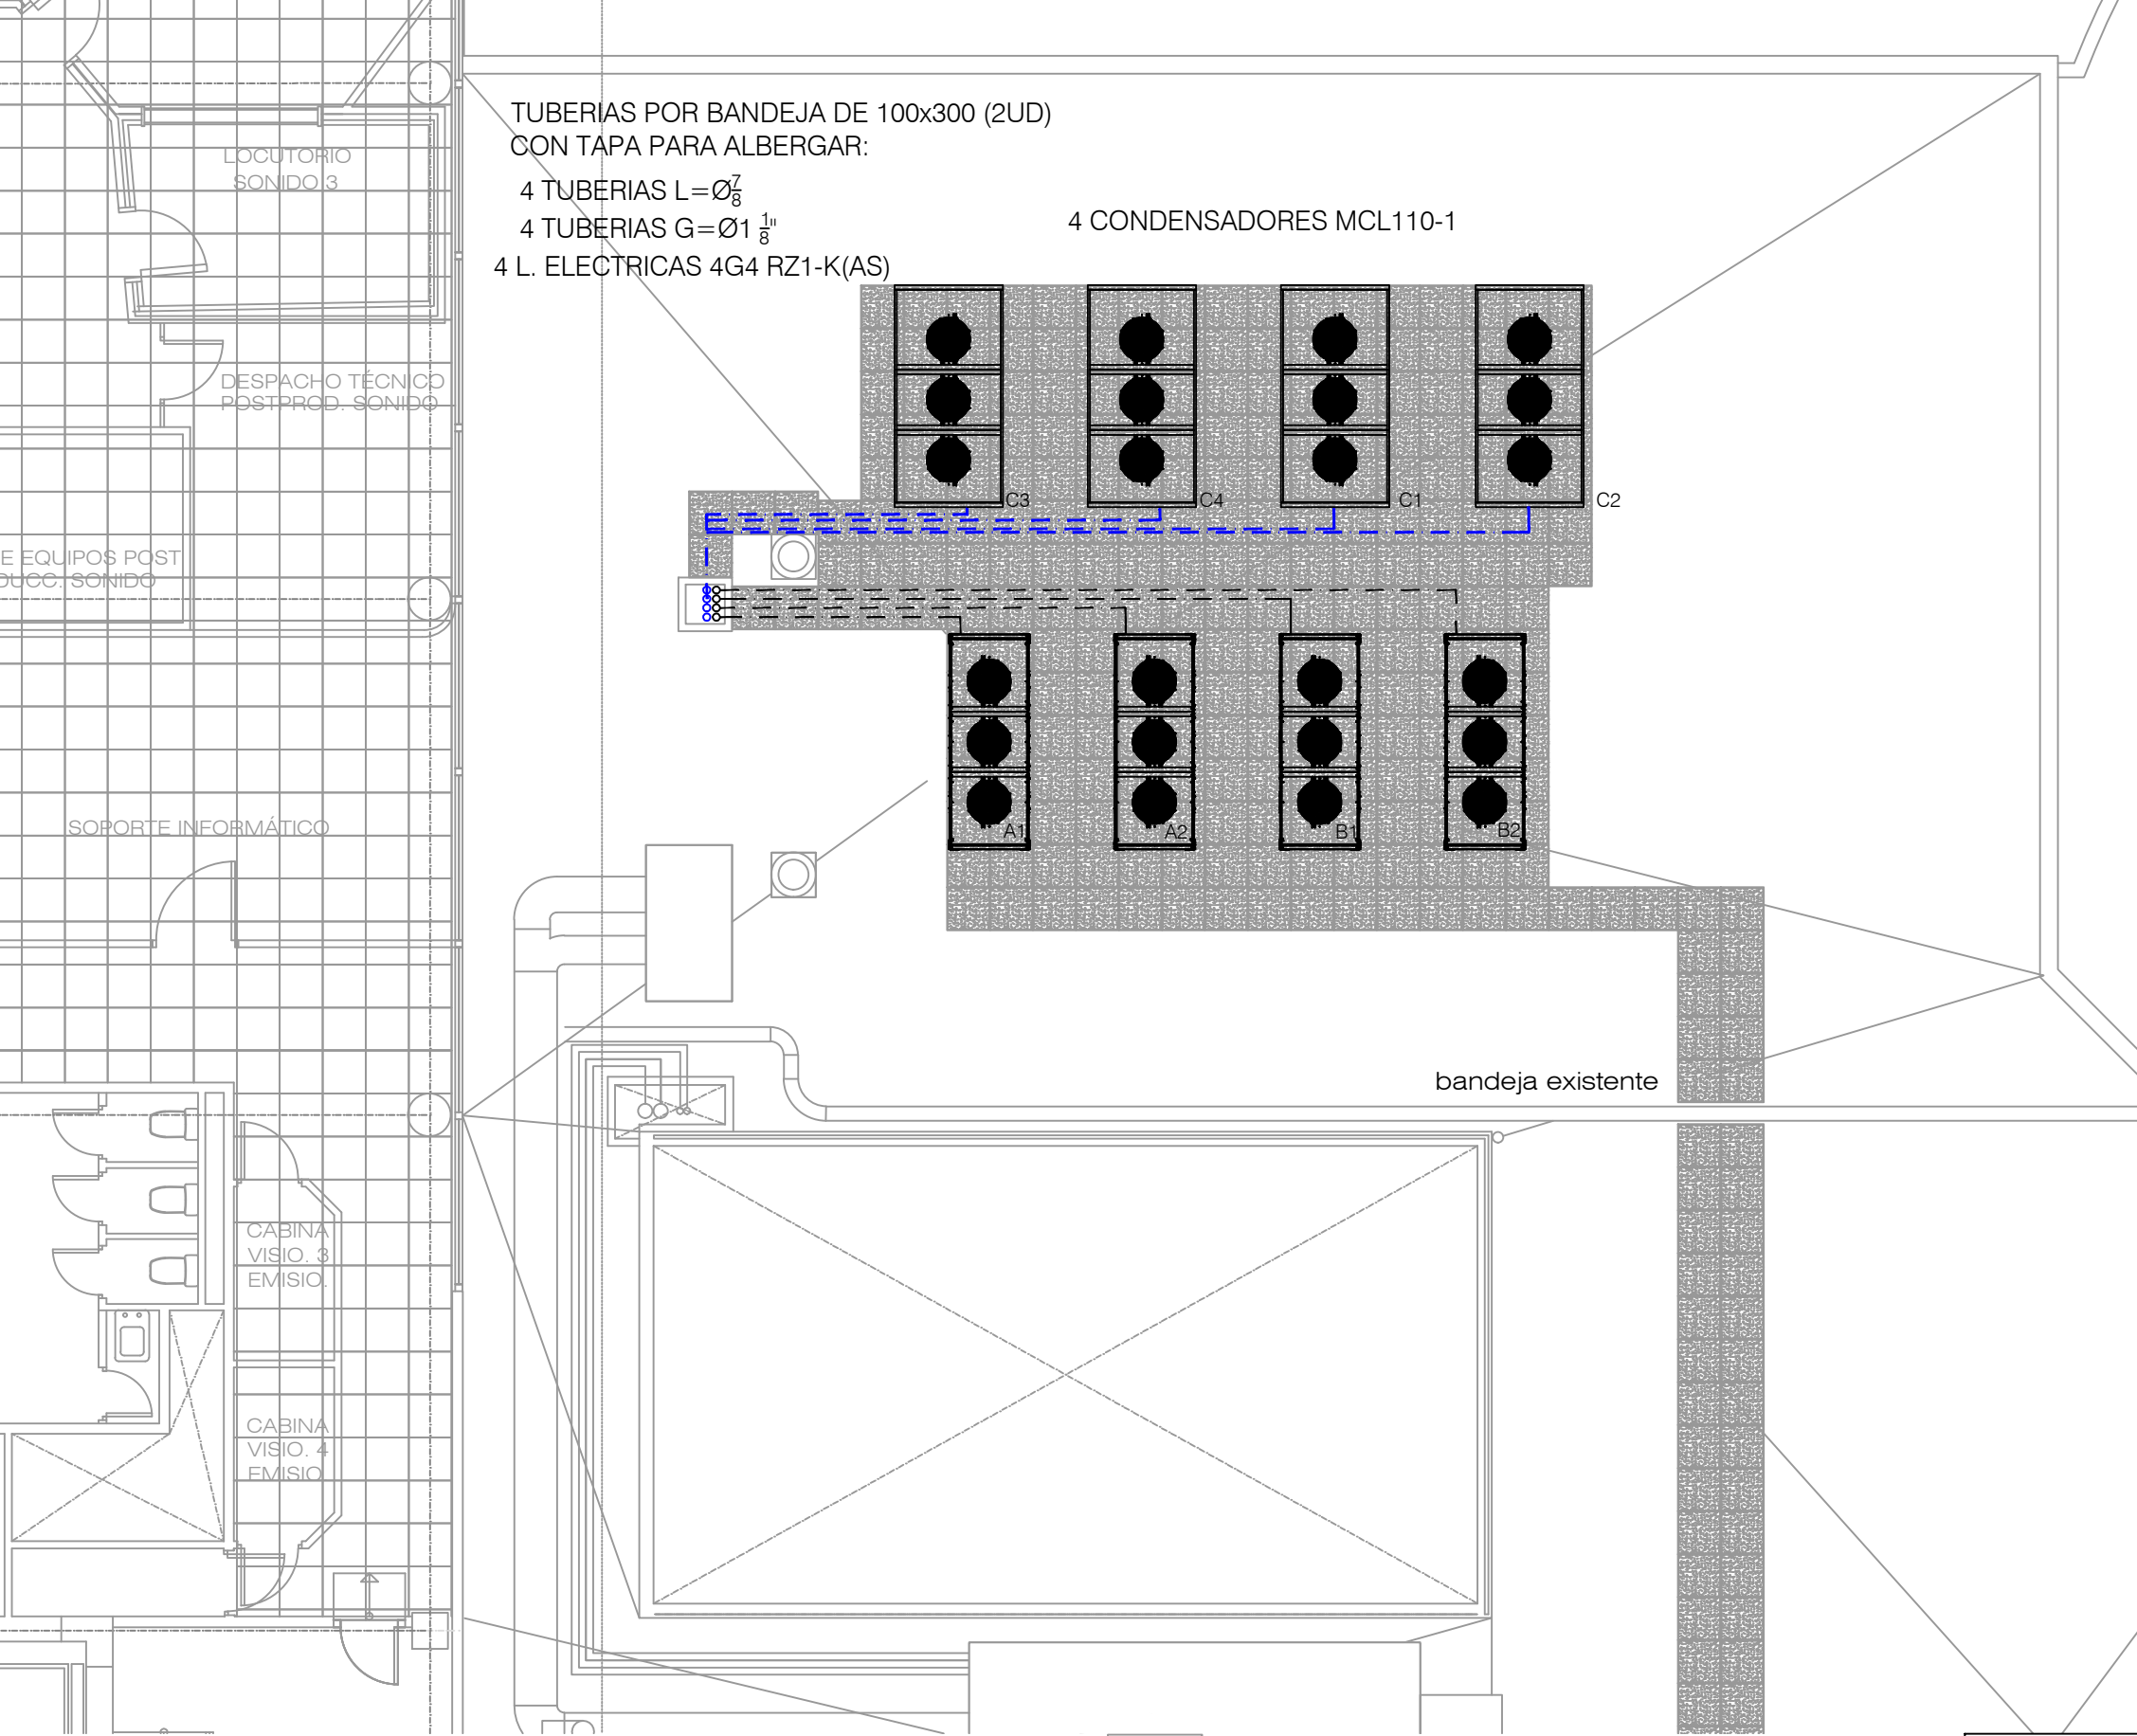 TUBERIAS POR BANDEJA DE 100x300 (2UD)
CON TAPA PARA ALBERGAR:
4 TUBERIAS L=Ø7/8
4 TUBERIAS G=Ø1 1/8"
4 L. ELECTRICAS 4G4 RZ1-K(AS)
4 CONDENSADORES MCL110-1
LOCUTORIO
SONIDO 3
DESPACHO TÉCNICO
POSTPROD. SONIDO
C3
C4
C1
C2
E EQUIPOS POST
DUCC. SONIDO
A1
A2
B1
B2
SOPORTE INFORMÁTICO
bandeja existente
CABINA
VISIO. 3
EMISIO.
CABINA
VISIO. 4
EMISIO.